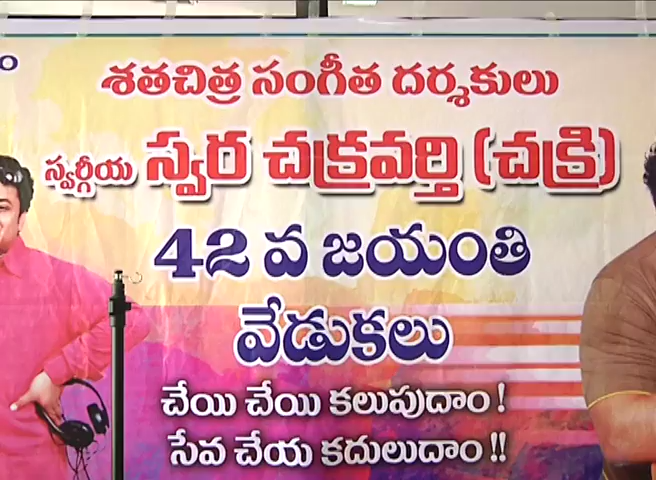 శతచిత్ర సంగీత దర్శకులు
స్వర్గీయ స్వర చక్రవర్తి (చక్రి)
42 వ జయంతి
వేడుకలు
చేయి చేయి కలుపుదాం!
సేవ చేయ కదులుదాం!!